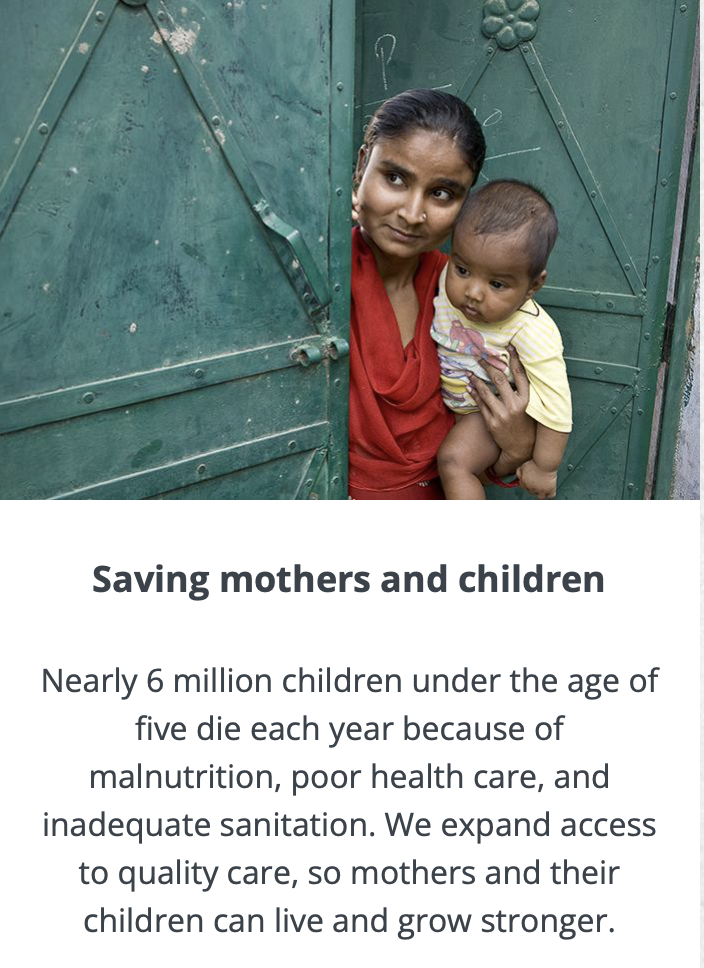 Saving mothers and children
Nearly 6 million children under the age of
five die each year because of
malnutrition, poor health care, and
inadequate sanitation. We expand access
to quality care, so mothers and their
children can live and grow stronger.